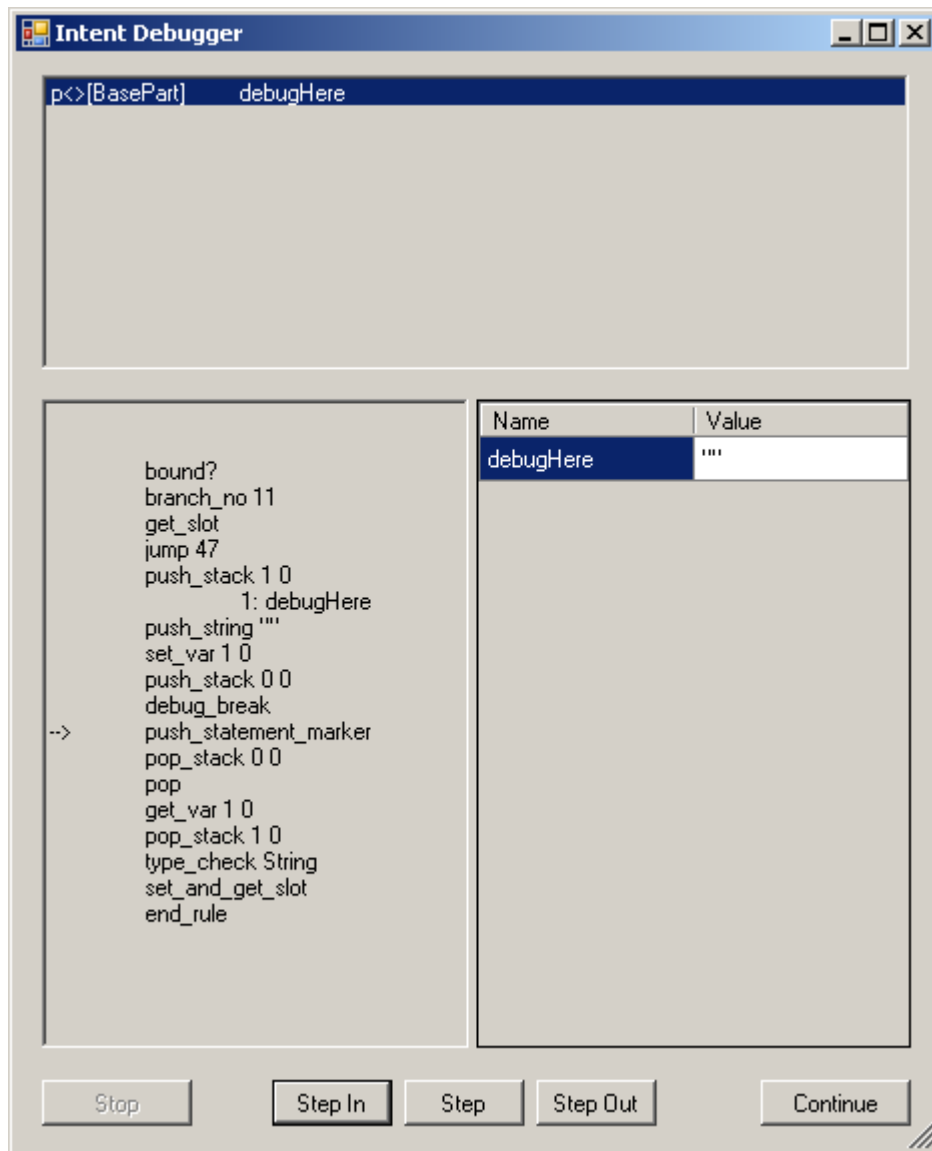 Intent Debugger
p<>[BasePart] debugHere
bound?
branch_no 11
get_slot
jump 47
push_stack 1 0
1: debugHere
push_string ""
set_var 1 0
push_stack 0 0
debug_break
--> push_statement_marker
pop_stack 0 0
pop
get_var 1 0
pop_stack 1 0
type_check String
set_and_get_slot
end_rule
Name Value
debugHere ""
Stop Step In Step Step Out Continue